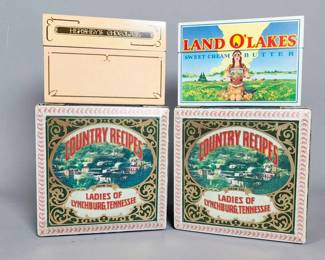 HERSHEY'S CHOCOLATE
LAND O'LAKES
SWEET CREAM BUTTER
COUNTRY RECIPES
LADIES OF
LYNCHBURG, TENNESSEE
COUNTRY RECIPES
LADIES OF
LYNCHBURG, TENNESSEE